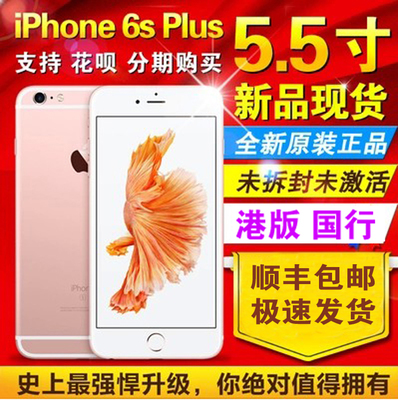 iPhone 6s Plus
支持 花呗 分期购买
5.5寸
新品现货
全新原装正品
未拆封未激活
港版 国行
顺丰包邮
极速发货
iPhone
史上最强悍升级，你绝对值得拥有